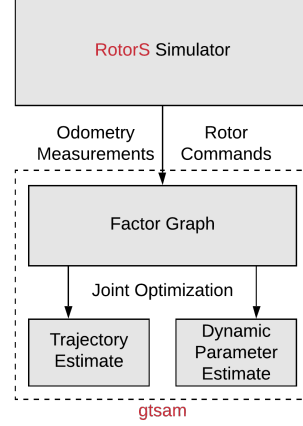 RotorS Simulator
Odometry
Measurements
Rotor
Commands
Factor Graph
Joint Optimization
Trajectory
Estimate
Dynamic
Parameter
Estimate
gtsam